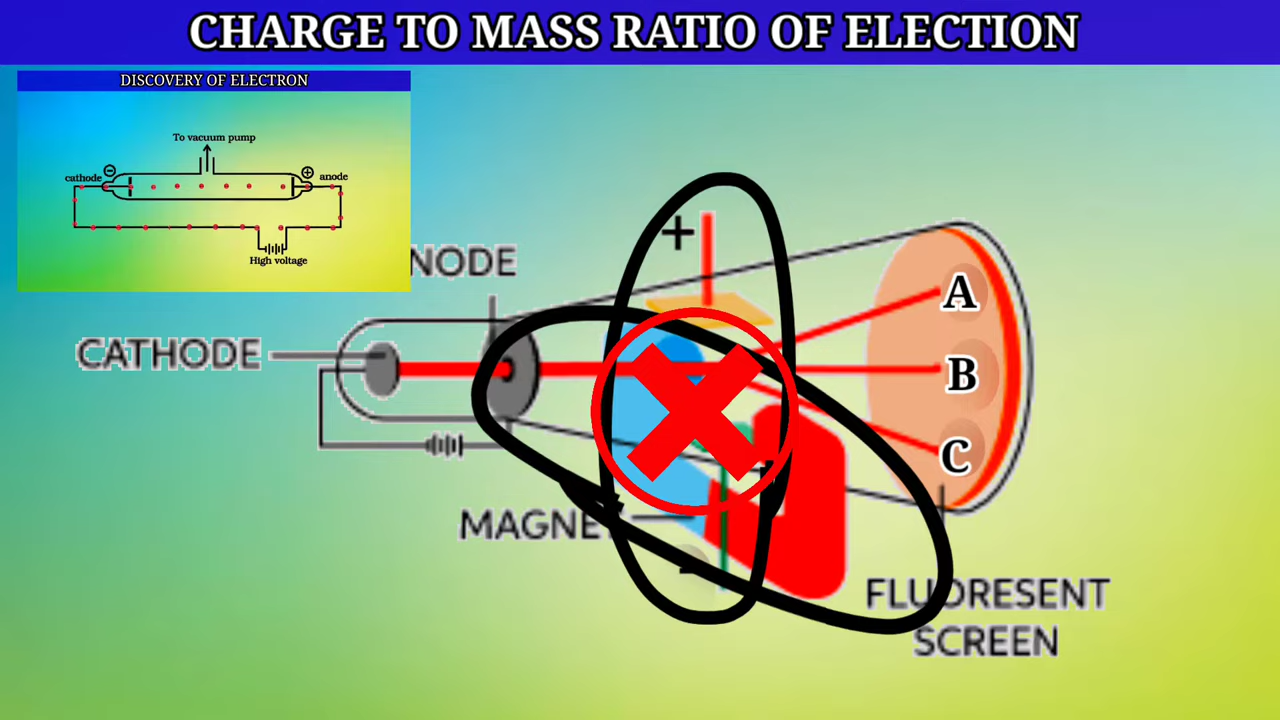 CHARGE TO MASS RATIO OF ELECTION
DISCOVERY OF ELECTRON
To vacuum pump
cathode
−
+
anode
High voltage
+
NODE
CATHODE
A
B
C
MAGNET
−
FLUORESENT
SCREEN